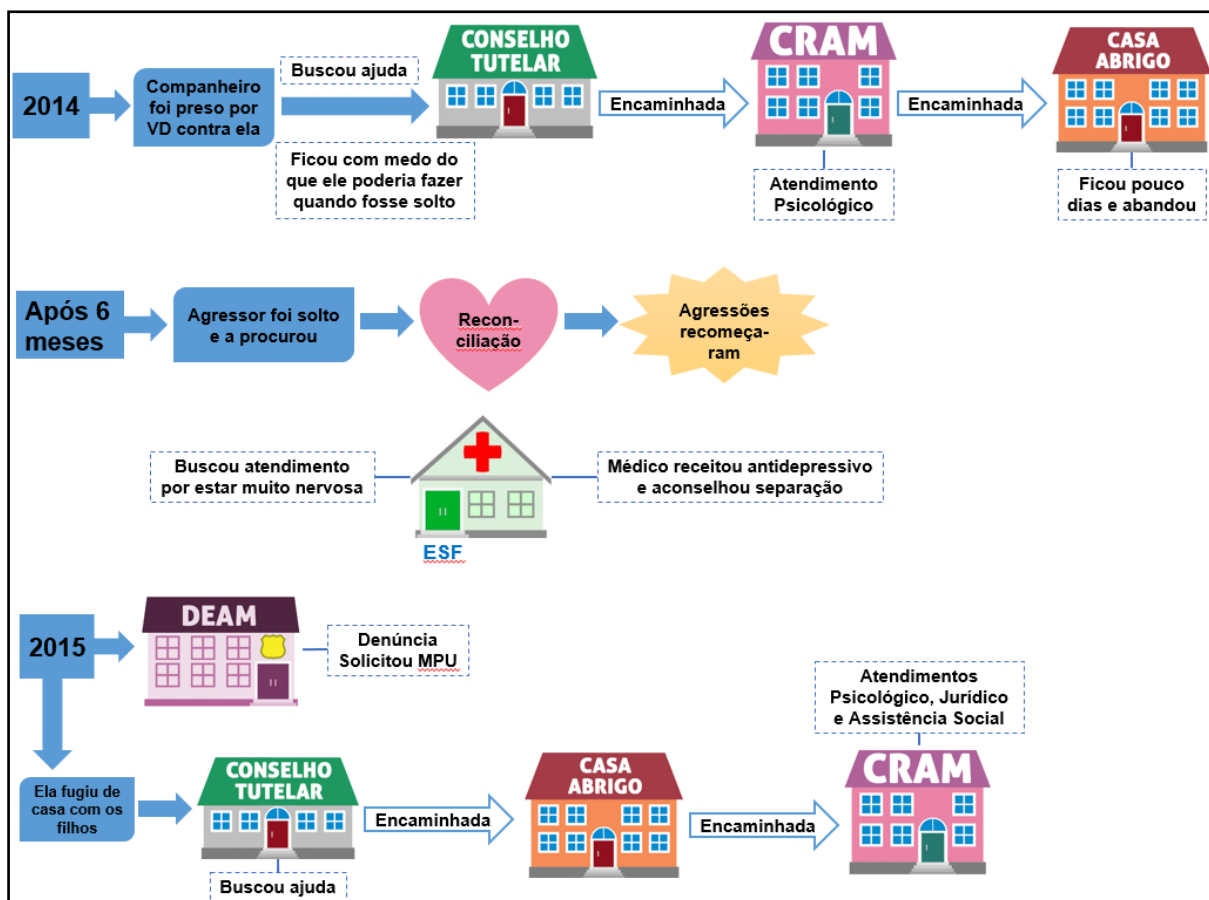 2014
Companheiro
foi preso por
VD contra ela
Buscou ajuda
Ficou com medo do
que ele poderia fazer
quando fosse solto
CONSELHO
TUTELAR
Encaminhada
CRAM
Atendimento
Psicológico
Encaminhada
CASA
ABRIGO
Ficou pouco
dias e abandou
Após 6
meses
Agressor foi solto
e a procurou
Recon-
ciliação
Agressões
recomeça-
ram
Buscou atendimento
por estar muito nervosa
ESF
Médico receitou antidepressivo
e aconselhou separação
2015
DEAM
Denúncia
Solicitou MPU
Ela fugiu de
casa com os
filhos
CONSELHO
TUTELAR
Buscou ajuda
Encaminhada
CASA
ABRIGO
Encaminhada
Atendimentos
Psicológico, Jurídico
e Assistência Social
CRAM